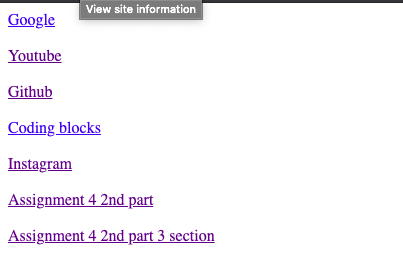 View site information
Google
Youtube
Github
Coding blocks
Instagram
Assignment 4 2nd part
Assignment 4 2nd part 3 section